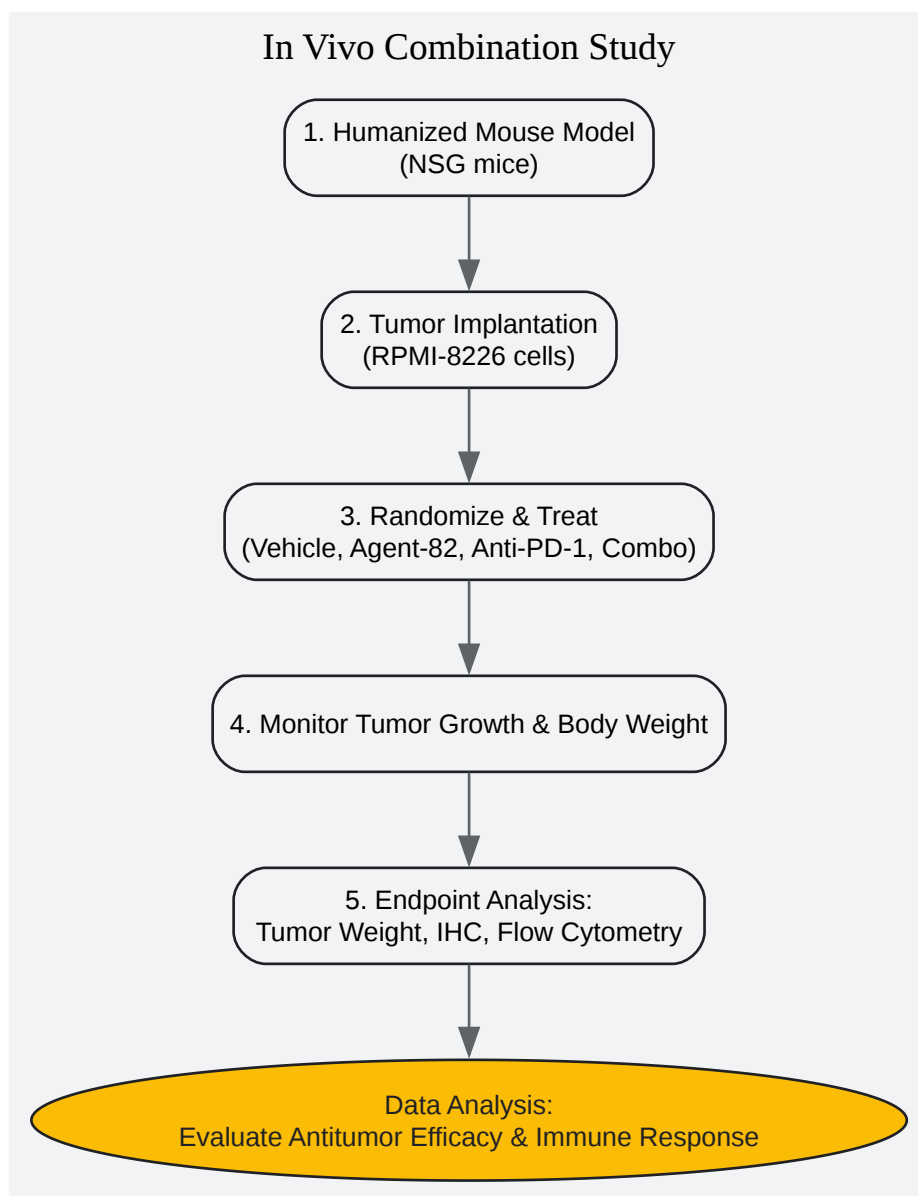 In Vivo Combination Study
1. Humanized Mouse Model
(NSG mice)
2. Tumor Implantation
(RPMI-8226 cells)
3. Randomize & Treat
(Vehicle, Agent-82, Anti-PD-1, Combo)
4. Monitor Tumor Growth & Body Weight
5. Endpoint Analysis:
Tumor Weight, IHC, Flow Cytometry
Data Analysis:
Evaluate Antitumor Efficacy & Immune Response